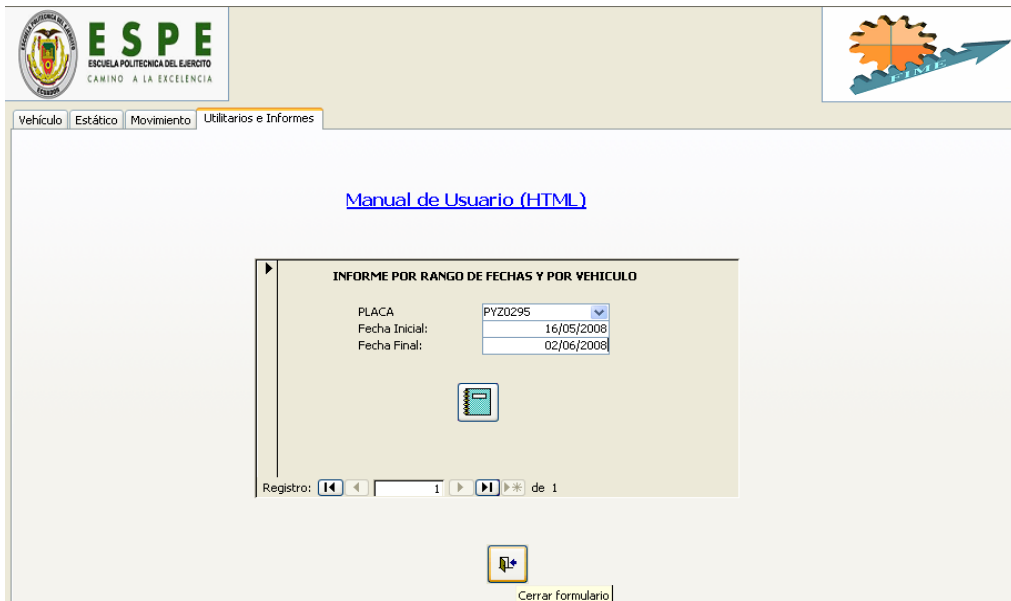 ESPE
ESCUELA POLITECNICA DEL EJERCITO
CAMINO A LA EXCELENCIA
ECUADOR
FIME
Vehículo Estático Movimiento Utilitarios e Informes
Manual de Usuario (HTML)
INFORME POR RANGO DE FECHAS Y POR VEHICULO
PLACA PYZ0295
Fecha Inicial: 16/05/2008
Fecha Final: 02/06/2008
Registro: 1 de 1
Cerrar formulario